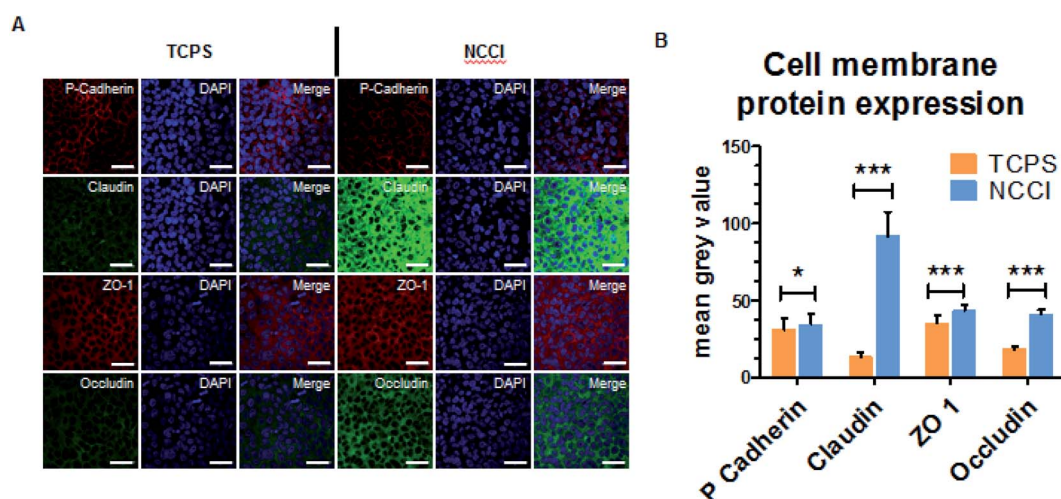 A
TCPS NCCI
P-Cadherin DAPI Merge P-Cadherin DAPI Merge
Claudin DAPI Merge Claudin DAPI Merge
ZO-1 DAPI Merge ZO-1 DAPI Merge
Occludin DAPI Merge Occludin DAPI Merge
B
Cell membrane
protein expression
mean grey value
150
100
50
0
TCPS
NCCI
* *** *** ***
P Cadherin Claudin ZO 1 Occludin